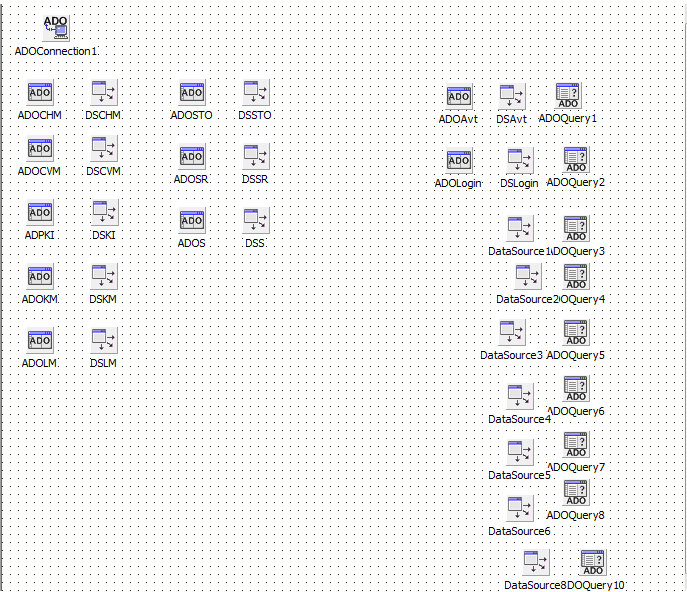 ADO
ADOConnection1.
ADO ADO ADO ADO
ADOCHM DSCHM ADOSTO DSSTO ADOAvt DSAvt ADOQuery1
ADO ADO ADO ADO
ADOCVM DSCVM ADOSR DSSR ADOLogin DSLogin ADOQuery2
ADO ADO ADO
ADPKI DSKI ADOS DSS DataSource1 ADOQuery3
ADO ADO
ADOKM DSKM DataSource2 DOQuery4
ADO ADO
ADOLM DSLM DataSource3 ADOQuery5
ADO
DataSource4 ADOQuery6
ADO
DataSource5 ADOQuery7
ADO
DataSource6 ADOQuery8
ADO
DataSource8 DOQuery10